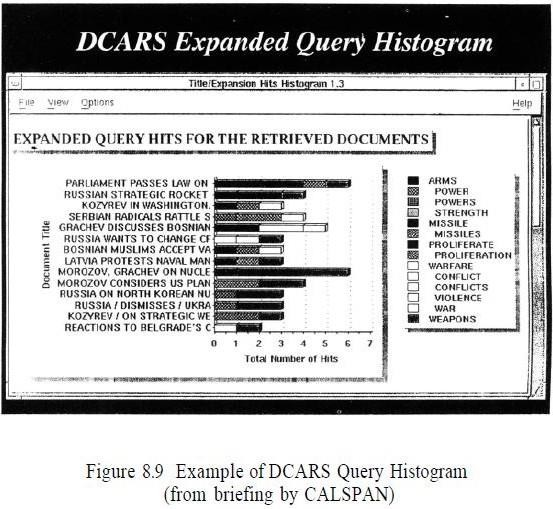 DCARS Expanded Query Histogram
Title/Expansion Hits Histogram 1.3
File View Options Help
EXPANDED QUERY HITS FOR THE RETRIEVED DOCUMENTS
Document Title
PARLIAMENT PASSES LAW ON
RUSSIAN STRATEGIC ROCKET
KOZYREV IN WASHINGTON.
SERBIAN RADICALS RATTLE S
GRACHEV DISCUSSES BOSNIAN
RUSSIA WANTS TO CHANGE CF
BOSNIAN MUSLIMS ACCEPT VA
LATVIA PROTESTS NAVAL MAN
MOROZOV, GRACHEV ON NUCLE
MOROZOV CONSIDERS US PLAN
RUSSIA ON NORTH KOREAN NU
RUSSIA / DISMISSES / UKRA
KOZYREV / ON STRATEGIC WE
REACTIONS TO BELGRADE'S C
0 1 2 3 4 5 6 7
Total Number of Hits
ARMS
POWER
POWERS
STRENGTH
MISSILE
MISSILES
PROLIFERATE
PROLIFERATION
WARFARE
CONFLICT
CONFLICTS
VIOLENCE
WAR
WEAPONS
Figure 8.9 Example of DCARS Query Histogram
(from briefing by CALSPAN)